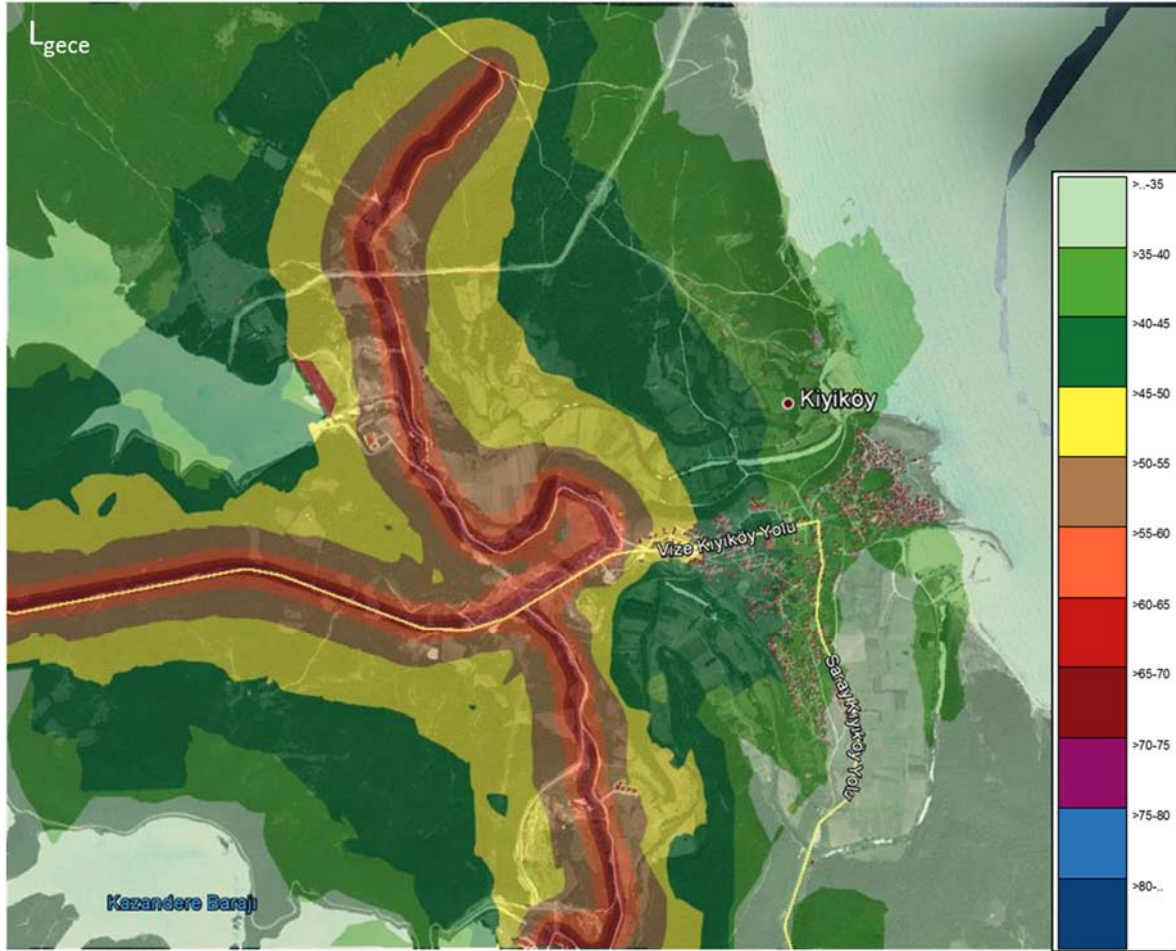 Lgece
>..-35
>35-40
>40-45
>45-50
>50-55
>55-60
>60-65
>65-70
>70-75
>75-80
>80-..
Kıyıköy
Vize Kıyıköy Yolu
Saray Kıyıköy Yolu
Kazandere Barajı